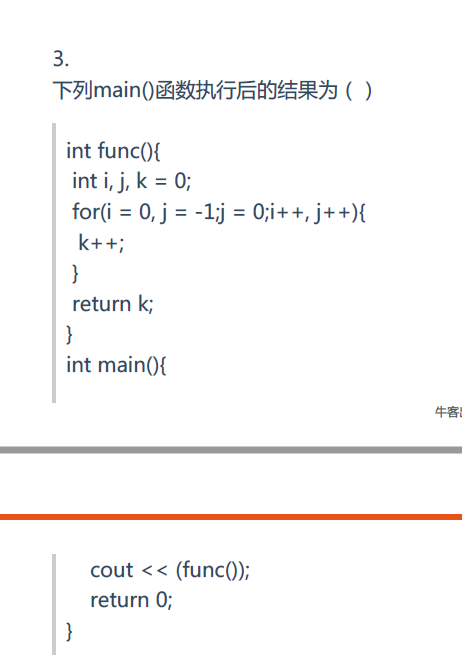 3.
下列main()函数执行后的结果为（ ）
int func(){
int i, j, k = 0;
for(i = 0, j = -1;j = 0;i++, j++){
k++;
}
return k;
}
int main(){
牛客
cout << (func());
return 0;
}